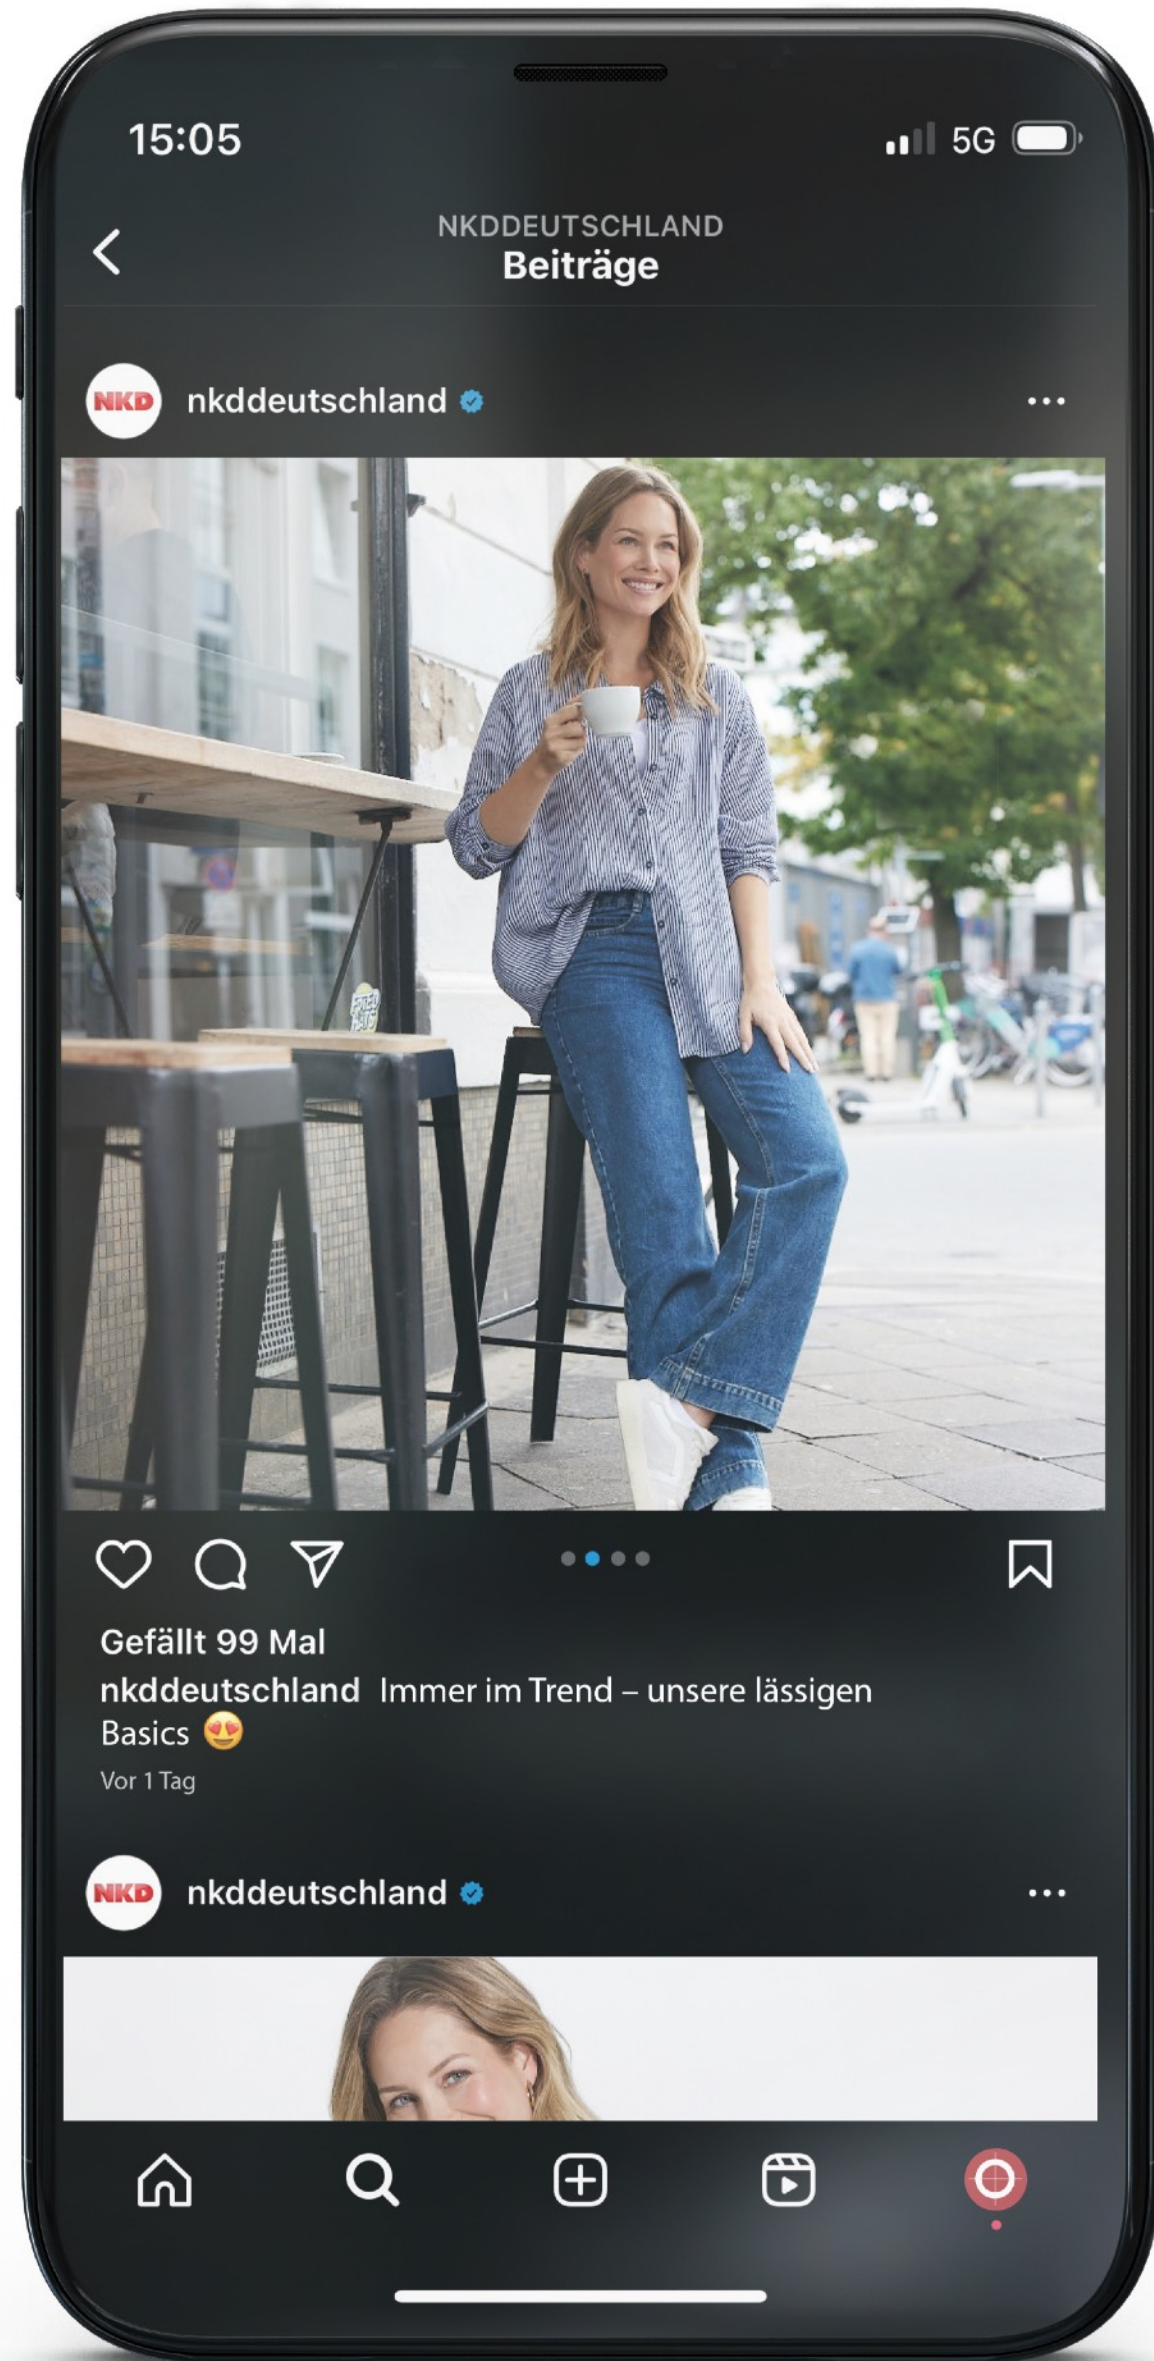 15:05
5G
NKDDEUTSCHLAND
Beiträge
NKD nkddeutschland
Gefällt 99 Mal
nkddeutschland Immer im Trend – unsere lässigen
Basics 😍
Vor 1 Tag
NKD nkddeutschland